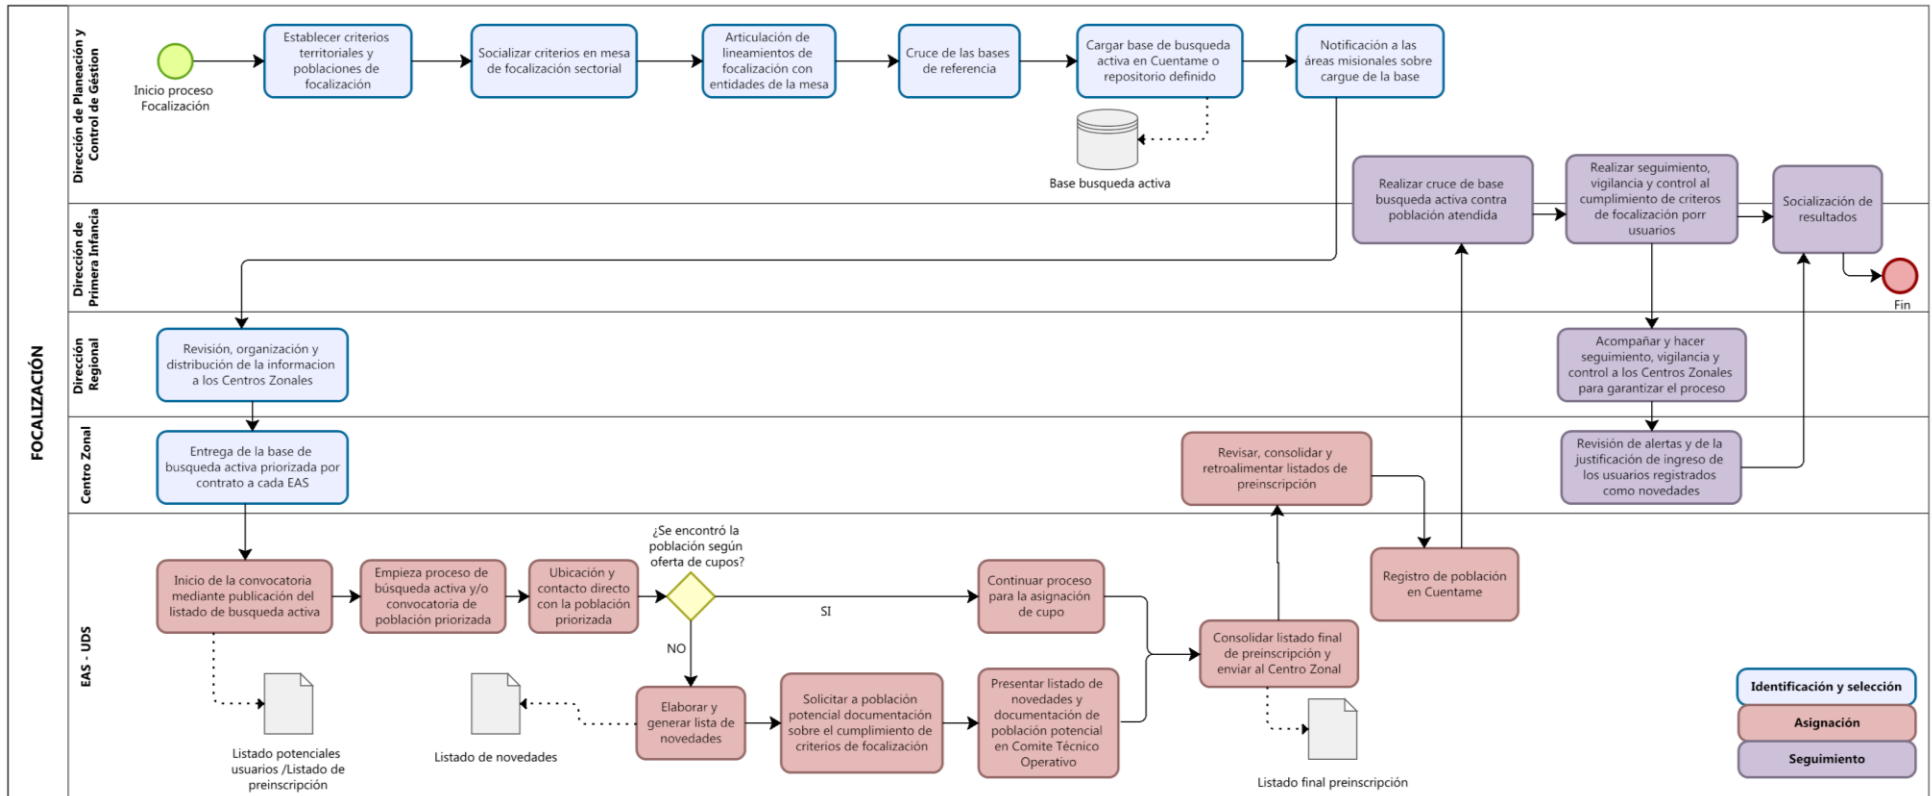 FOCALIZACIÓN
Dirección de Planeación y
Control de Géstion
Inicio proceso
Focalización
Establecer criterios
territoriales y
poblaciones de
focalización
Socializar criterios en mesa
de focalización sectorial
Articulación de
lineamientos de
focalización con
entidades de la mesa
Cruce de las bases
de referencia
Cargar base de busqueda
activa en Cuentame o
repositorio definido
Notificación a las
áreas misionales sobre
cargue de la base
Base busqueda activa
Realizar cruce de base
busqueda activa contra
población atendida
Realizar seguimiento,
vigilancia y control al
cumplimiento de criteros
de focalización porr
usuarios
Socialización de
resultados
Fin
Dirección de
Primera Infancia
Dirección
Regional
Revisión, organización y
distribución de la informacion
a los Centros Zonales
Acompañar y hacer
seguimiento, vigilancia y
control a los Centros Zonales
para garantizar el proceso
Centro Zonal
Entrega de la base de
busqueda activa priorizada por
contrato a cada EAS
Revisar, consolidar y
retroalimentar listados de
preinscripción
Revisión de alertas y de la
justificación de ingreso de
los usuarios registrados
como novedades
EAS - UDS
Inicio de la convocatoria
mediante publicación del
listado de busqueda activa
Empieza proceso de
búsqueda activa y/o
convocatoria de
población priorizada
Ubicación y
contacto directo
con la población
priorizada
¿Se encontró la
población según
oferta de cupos?
SI
NO
Continuar proceso
para la asignación
de cupo
Registro de población
en Cuentame
Consolidar listado final
de preinscripción y
enviar al Centro Zonal
Elaborar y
generar lista de
novedades
Solicitar a población
potencial documentación
sobre el cumplimiento de
criterios de focalización
Presentar listado de
novedades y
documentación de
población potencial
en Comite Técnico
Operativo
Listado potenciales
usuarios /Listado de
preinscripción
Listado de novedades
Listado final preinscripción
Identificación y selección
Asignación
Seguimiento